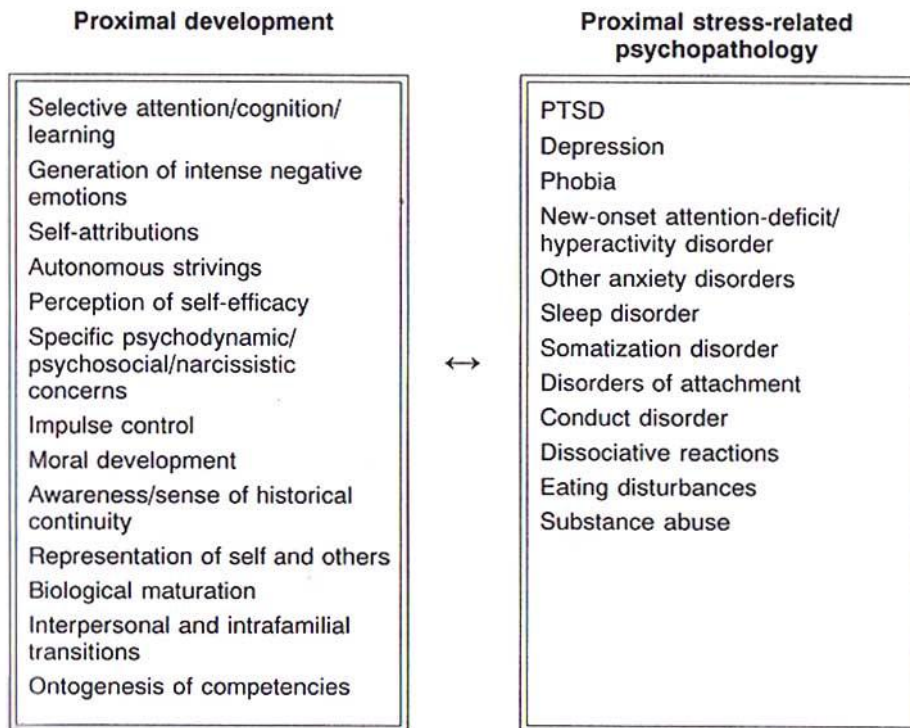 Proximal development
Selective attention/cognition/
learning
Generation of intense negative
emotions
Self-attributions
Autonomous strivings
Perception of self-efficacy
Specific psychodynamic/
psychosocial/narcissistic
concerns
Impulse control
Moral development
Awareness/sense of historical
continuity
Representation of self and others
Biological maturation
Interpersonal and intrafamilial
transitions
Ontogenesis of competencies
↔
Proximal stress-related
psychopathology
PTSD
Depression
Phobia
New-onset attention-deficit/
hyperactivity disorder
Other anxiety disorders
Sleep disorder
Somatization disorder
Disorders of attachment
Conduct disorder
Dissociative reactions
Eating disturbances
Substance abuse